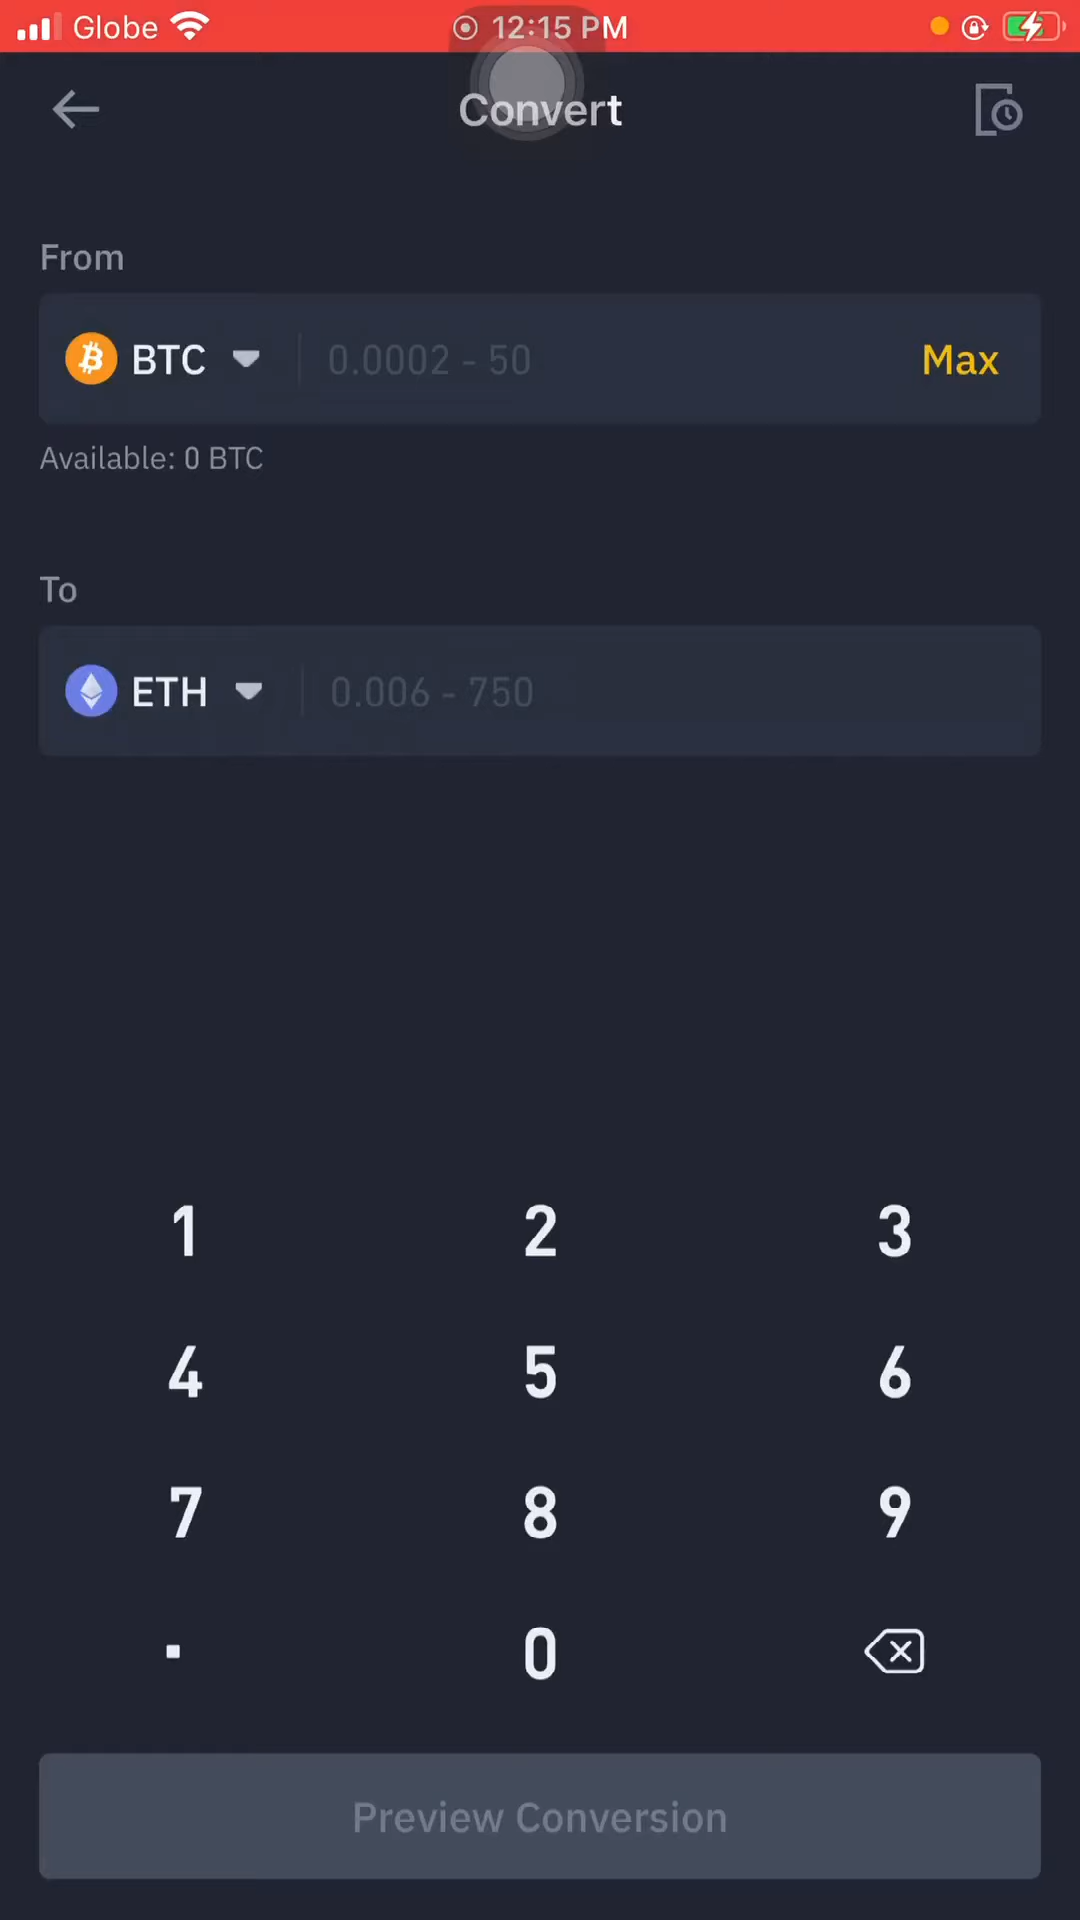 Globe 12:15 PM
Convert
From
BTC 0.0002 - 50 Max
Available: 0 BTC
To
ETH 0.006 - 750
1 2 3
4 5 6
7 8 9
. 0
Preview Conversion